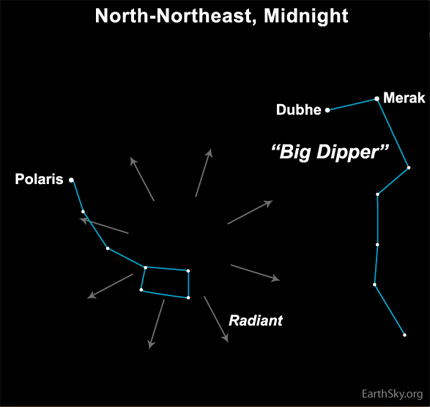 North-Northeast, Midnight
Merak
Dubhe
“Big Dipper”
Polaris
Radiant
EarthSky.org